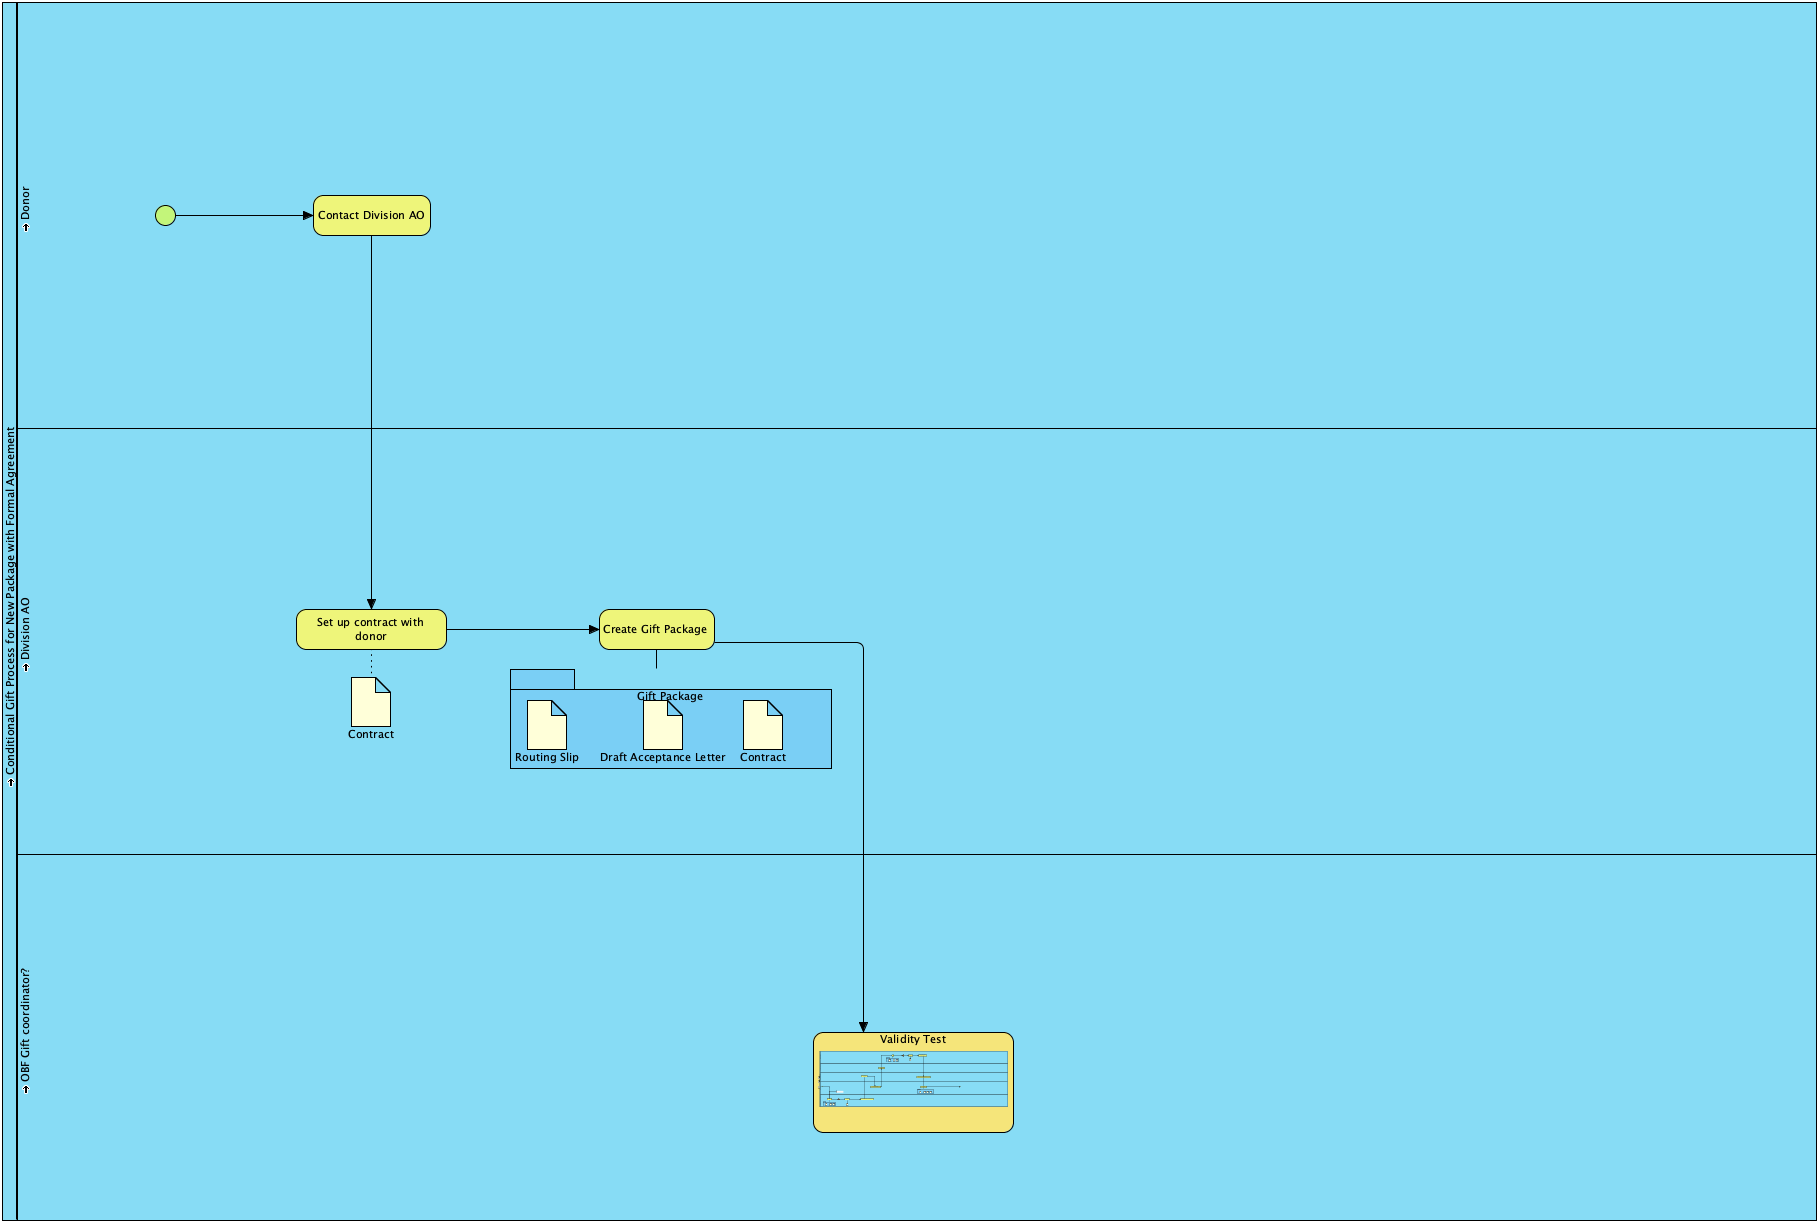 Conditional Gift Process for New Package with Formal Agreement
Donor
Contact Division AO
Division AO
Set up contract with
donor
Create Gift Package
Contract
Gift Package
Routing Slip
Draft Acceptance Letter
Contract
OBF Gift coordinator?
Validity Test